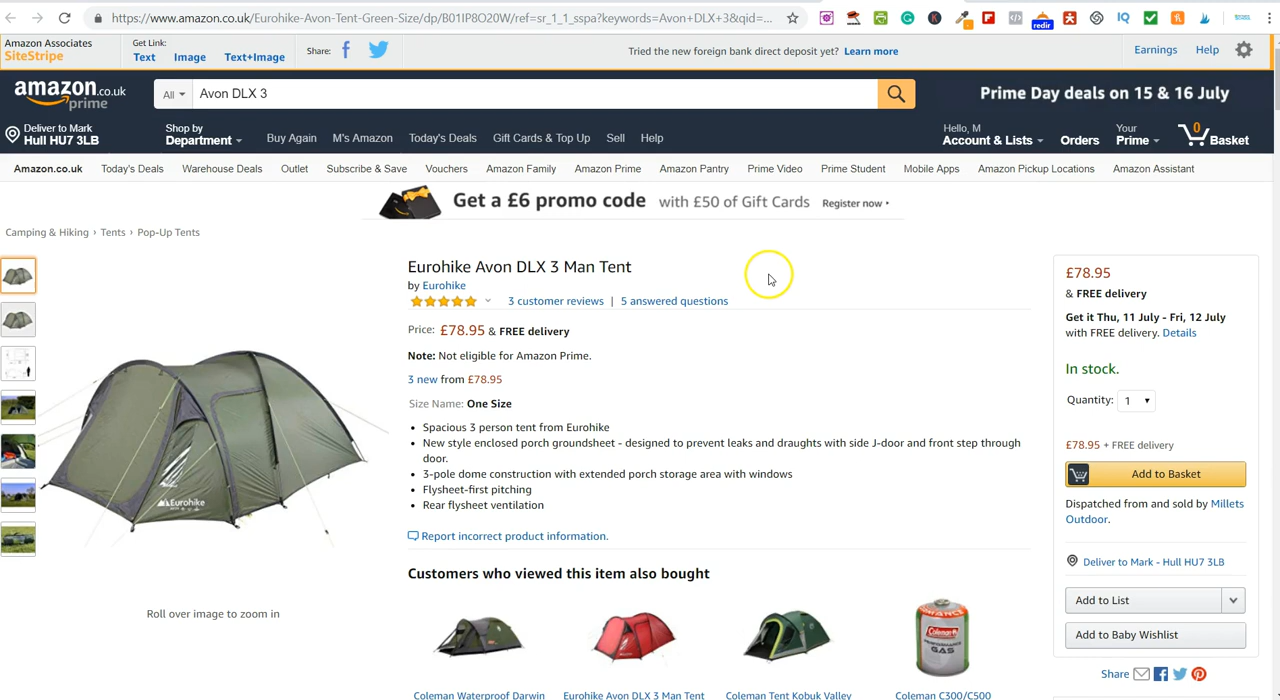 https://www.amazon.co.uk/Eurohike-Avon-Tent-Green-Size/dp/B01IP8O20W/ref=sr_1_1_sspa?keywords=Avon+DLX+3&qid=...
redir
IQ
Amazon Associates
SiteStripe
Get Link:
Text Image Text+Image
Share:
Tried the new foreign bank direct deposit yet? Learn more
Earnings Help
amazon.co.uk
prime
All
Avon DLX 3
Prime Day deals on 15 & 16 July
Deliver to Mark
Hull HU7 3LB
Shop by
Department
Buy Again M's Amazon Today's Deals Gift Cards & Top Up Sell Help
Hello, M
Account & Lists
Orders
Your
Prime
0
Basket
Amazon.co.uk Today's Deals Warehouse Deals Outlet Subscribe & Save Vouchers Amazon Family Amazon Prime Amazon Pantry Prime Video Prime Student Mobile Apps Amazon Pickup Locations Amazon Assistant
Get a £6 promo code with £50 of Gift Cards Register now
Camping & Hiking › Tents › Pop-Up Tents
Eurohike Avon DLX 3 Man Tent
by Eurohike
3 customer reviews | 5 answered questions
Price: £78.95 & FREE delivery
Note: Not eligible for Amazon Prime.
3 new from £78.95
Size Name: One Size
• Spacious 3 person tent from Eurohike
• New style enclosed porch groundsheet - designed to prevent leaks and draughts with side J-door and front step through
door.
• 3-pole dome construction with extended porch storage area with windows
• Flysheet-first pitching
• Rear flysheet ventilation
Report incorrect product information.
Eurohike
Roll over image to zoom in
Customers who viewed this item also bought
Coleman
PERFORMANCE
GAS
Coleman Waterproof Darwin
Eurohike Avon DLX 3 Man Tent
Coleman Tent Kobuk Valley
Coleman C300/C500
£78.95
& FREE delivery
Get it Thu, 11 July - Fri, 12 July
with FREE delivery. Details
In stock.
Quantity: 1
£78.95 + FREE delivery
Add to Basket
Dispatched from and sold by Millets
Outdoor.
Deliver to Mark - Hull HU7 3LB
Add to List
Add to Baby Wishlist
Share